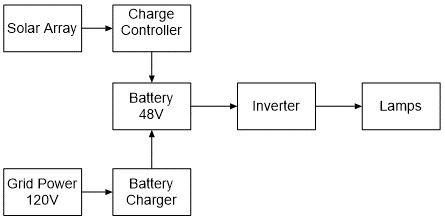 Solar Array
Charge
Controller
Battery
48V
Inverter
Lamps
Grid Power
120V
Battery
Charger